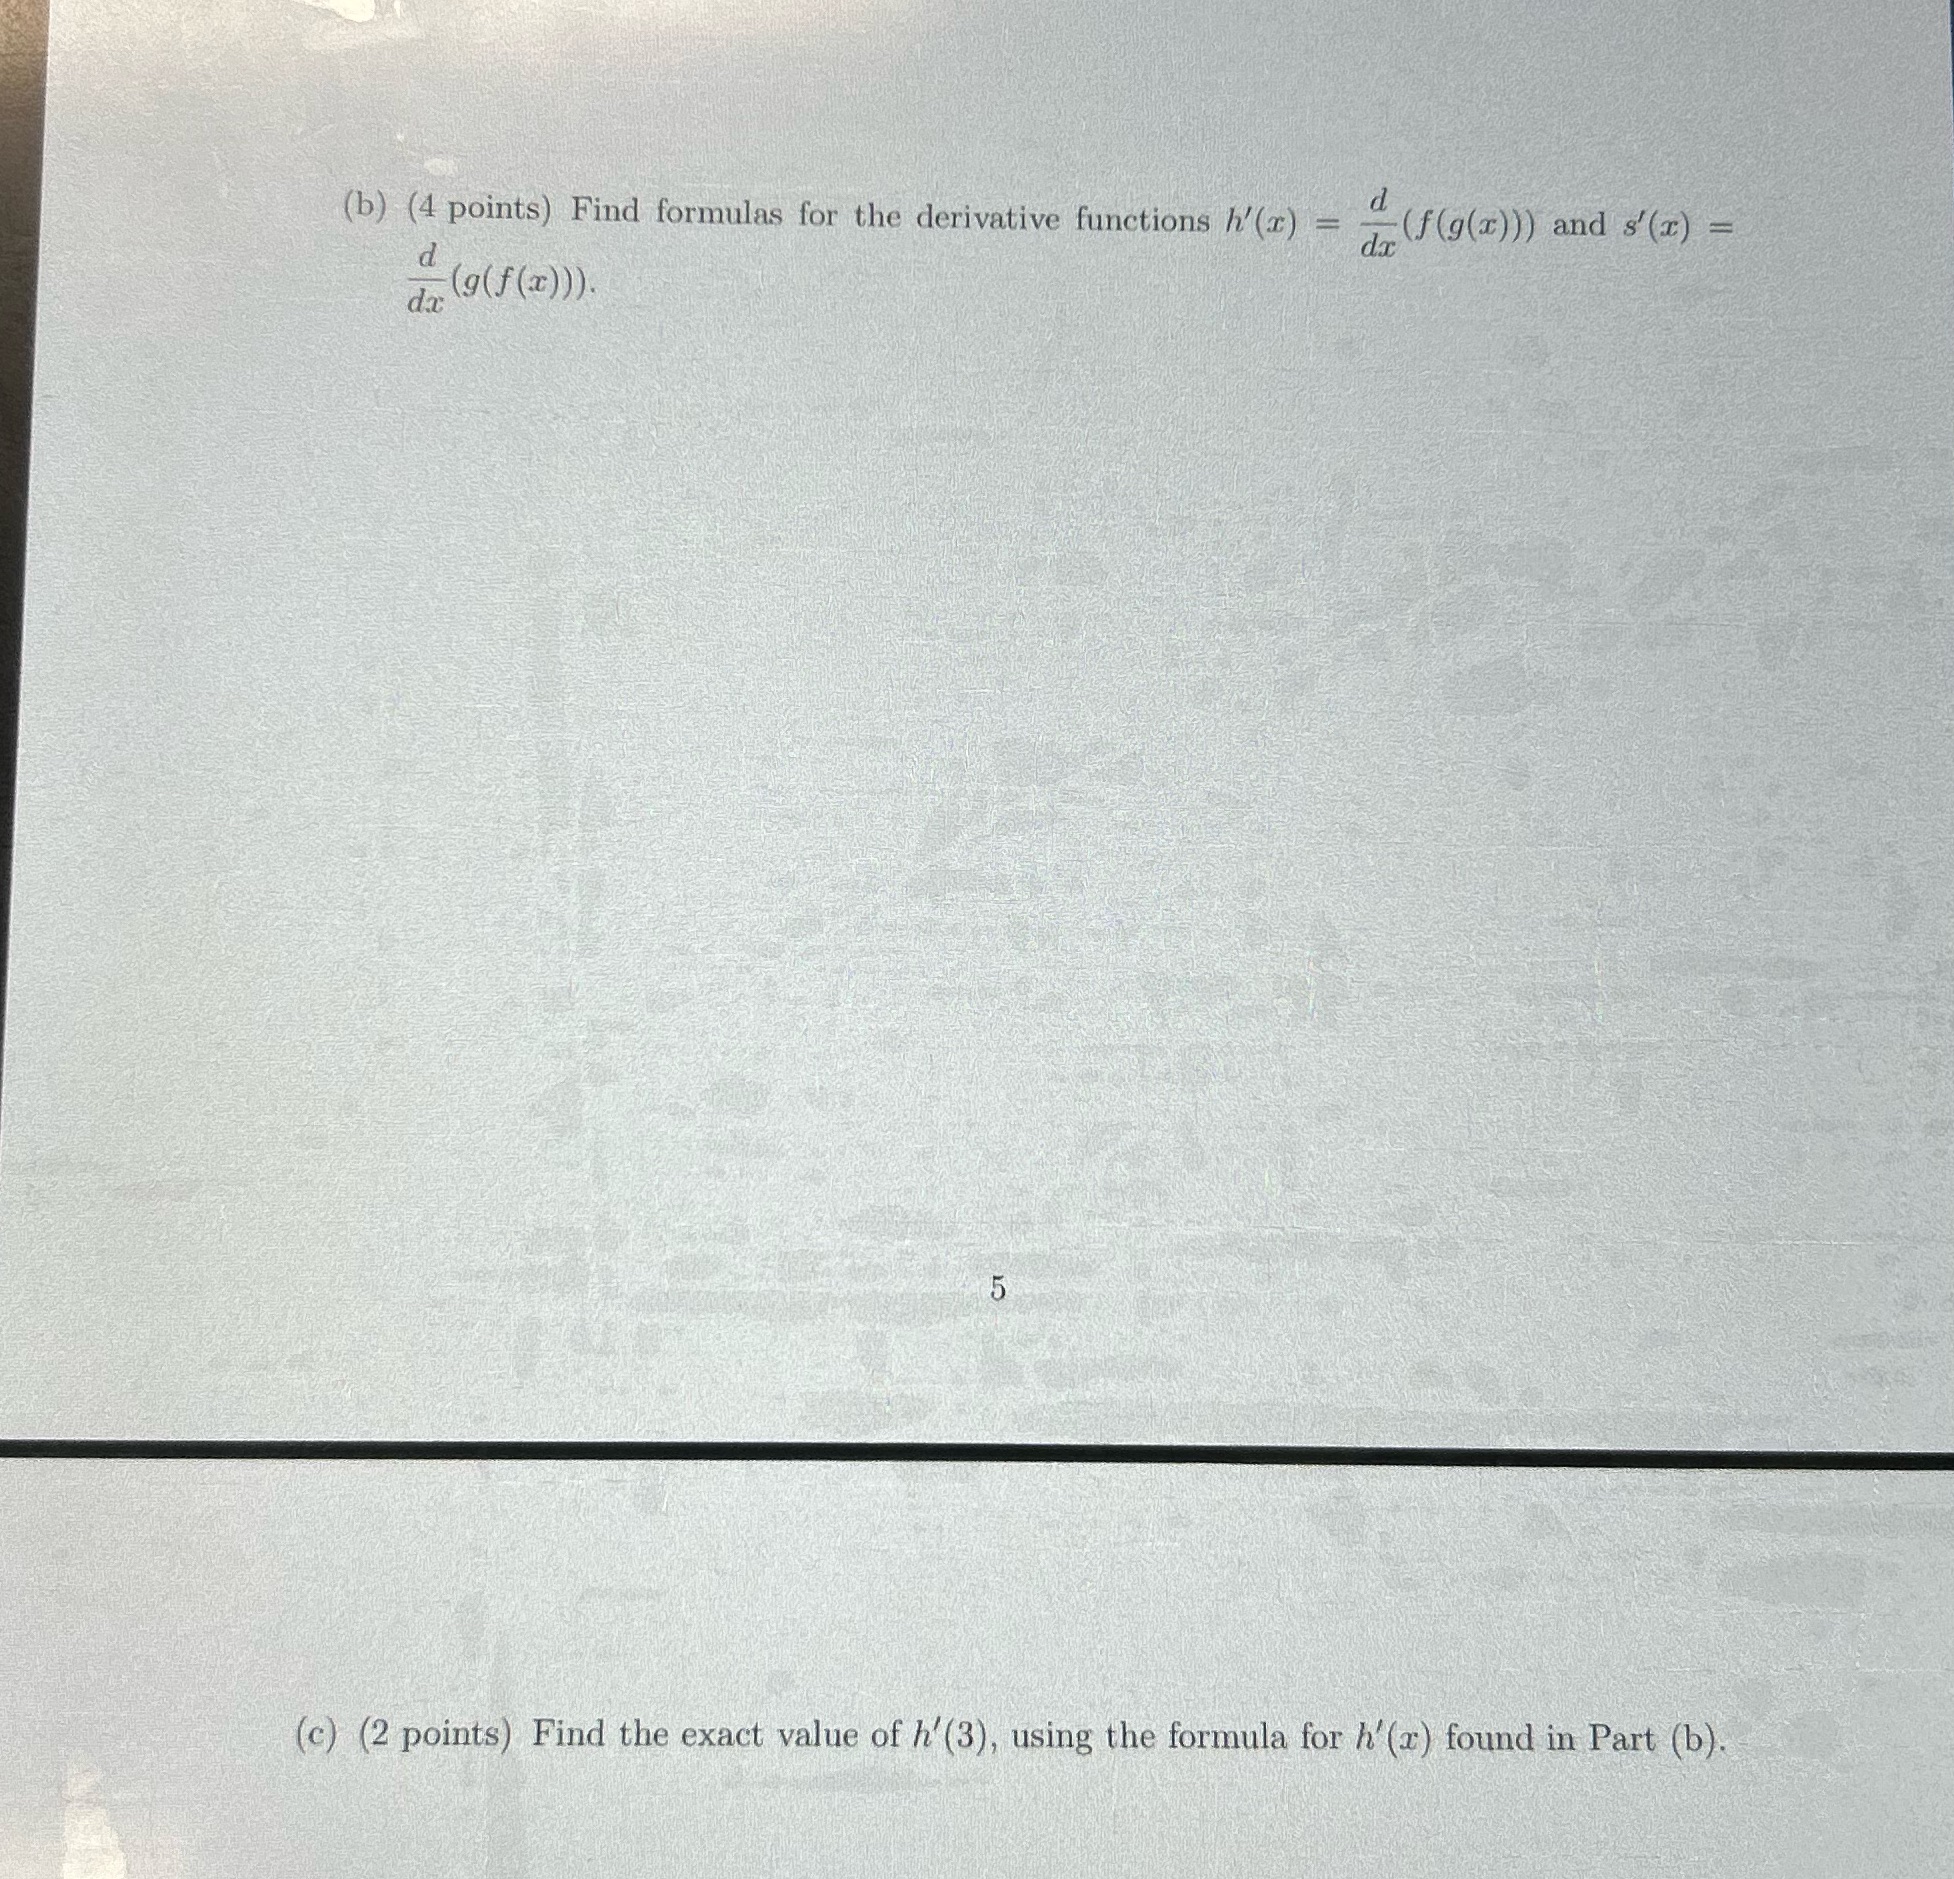 (b) (4 points) Find formulas for the derivative functions h′(x) = d/dx (f(g(x))) and s′(x) =
d/dx (g(f(x))).
5
(c) (2 points) Find the exact value of h′(3), using the formula for h′(x) found in Part (b).